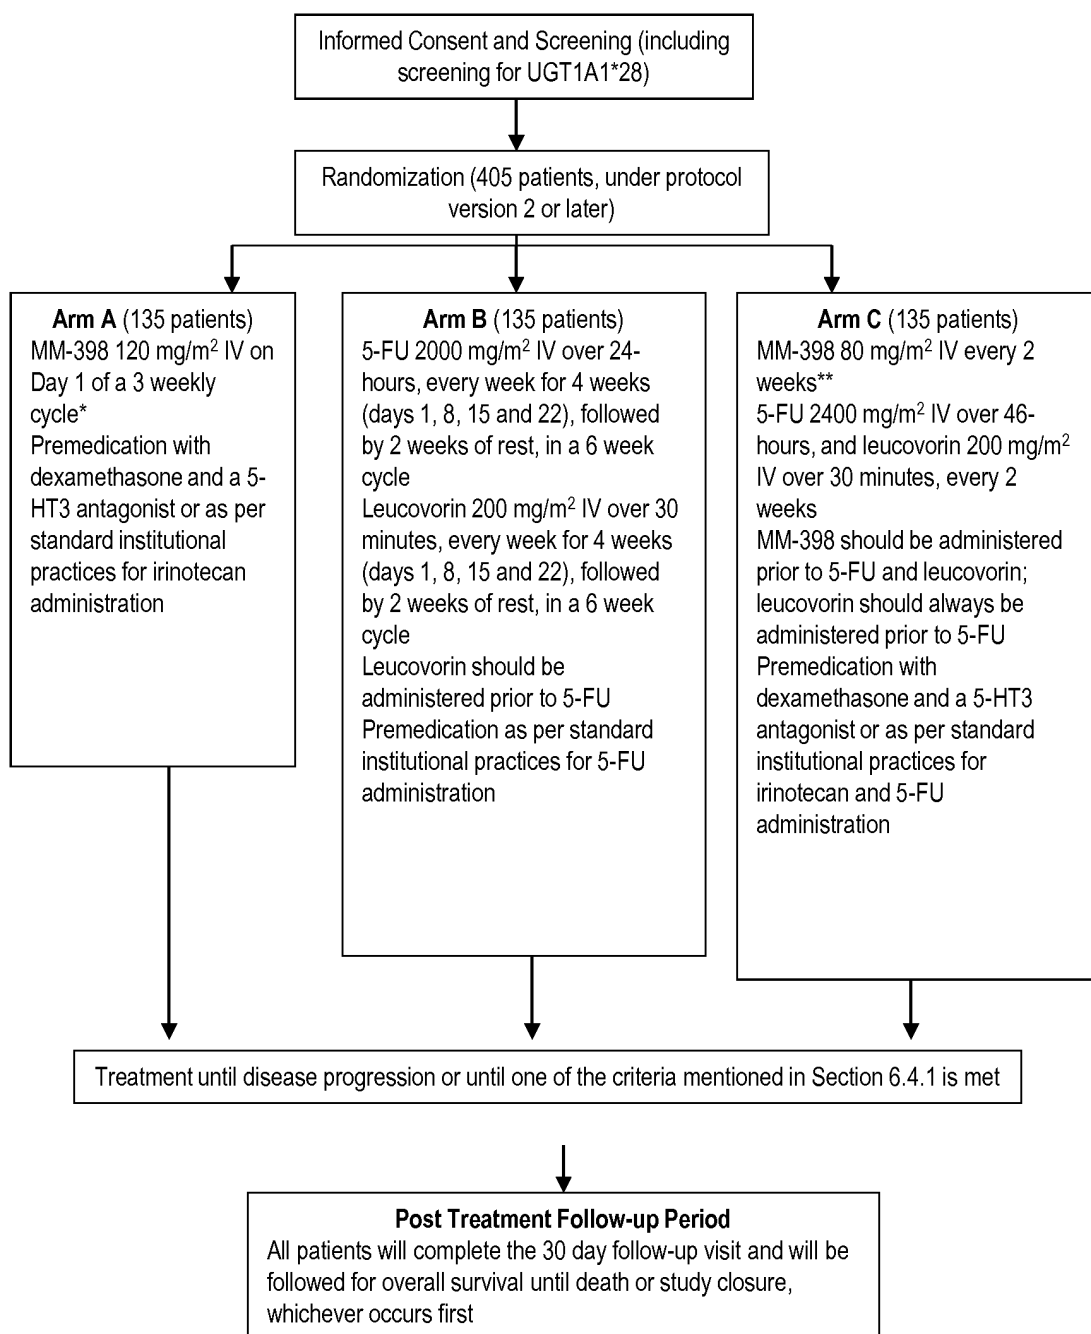 Informed Consent and Screening (including
screening for UGT1A1*28)
Randomization (405 patients, under protocol
version 2 or later)
Arm A (135 patients)
MM-398 120 mg/m² IV on
Day 1 of a 3 weekly
cycle*
Premedication with
dexamethasone and a 5-
HT3 antagonist or as per
standard institutional
practices for irinotecan
administration
Arm B (135 patients)
5-FU 2000 mg/m² IV over 24-
hours, every week for 4 weeks
(days 1, 8, 15 and 22), followed
by 2 weeks of rest, in a 6 week
cycle
Leucovorin 200 mg/m² IV over 30
minutes, every week for 4 weeks
(days 1, 8, 15 and 22), followed
by 2 weeks of rest, in a 6 week
cycle
Leucovorin should be
administered prior to 5-FU
Premedication as per standard
institutional practices for 5-FU
administration
Arm C (135 patients)
MM-398 80 mg/m² IV every 2
weeks**
5-FU 2400 mg/m² IV over 46-
hours, and leucovorin 200 mg/m²
IV over 30 minutes, every 2
weeks
MM-398 should be administered
prior to 5-FU and leucovorin;
leucovorin should always be
administered prior to 5-FU
Premedication with
dexamethasone and a 5-HT3
antagonist or as per standard
institutional practices for
irinotecan and 5-FU
administration
Treatment until disease progression or until one of the criteria mentioned in Section 6.4.1 is met
Post Treatment Follow-up Period
All patients will complete the 30 day follow-up visit and will be
followed for overall survival until death or study closure,
whichever occurs first